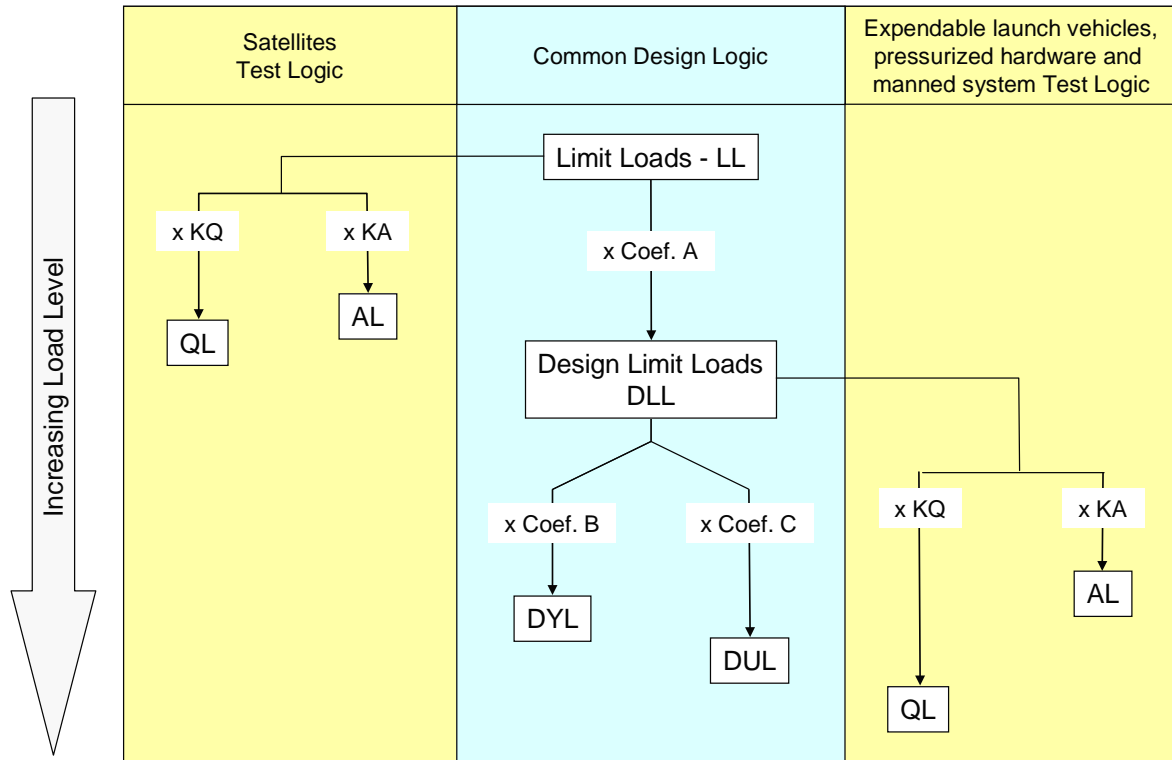 Satellites
Test Logic
Common Design Logic
Expendable launch vehicles,
pressurized hardware and
manned system Test Logic
Increasing Load Level
Limit Loads - LL
x KQ
x KA
x Coef. A
AL
QL
Design Limit Loads
DLL
x Coef. B
x Coef. C
x KQ
x KA
DYL
AL
DUL
QL